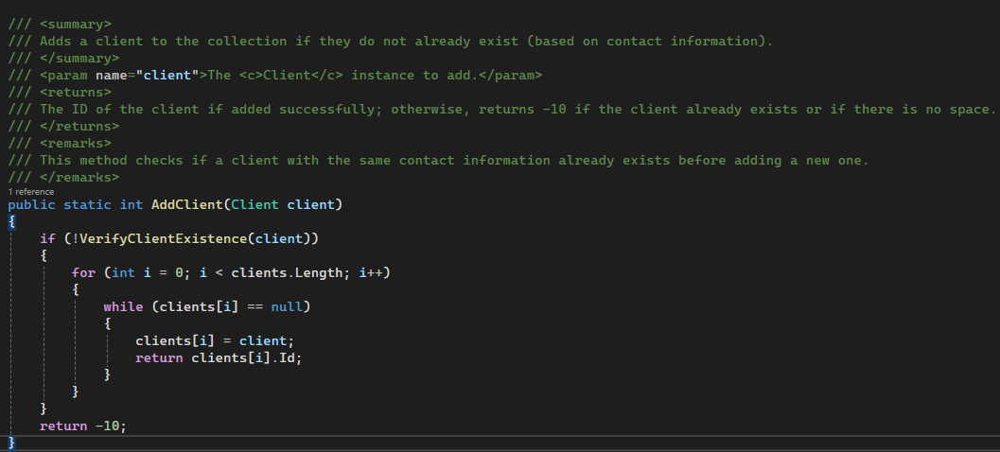 /// <summary>
/// Adds a client to the collection if they do not already exist (based on contact information).
/// </summary>
/// <param name="client">The <c>Client</c> instance to add.</param>
/// <returns>
/// The ID of the client if added successfully; otherwise, returns -10 if the client already exists or if there is no space.
/// </returns>
/// <remarks>
/// This method checks if a client with the same contact information already exists before adding a new one.
/// </remarks>
1 reference
public static int AddClient(Client client)
{
    if (!VerifyClientExistence(client))
    {
        for (int i = 0; i < clients.Length; i++)
        {
            while (clients[i] == null)
            {
                clients[i] = client;
                return clients[i].Id;
            }
        }
    }
    return -10;
}